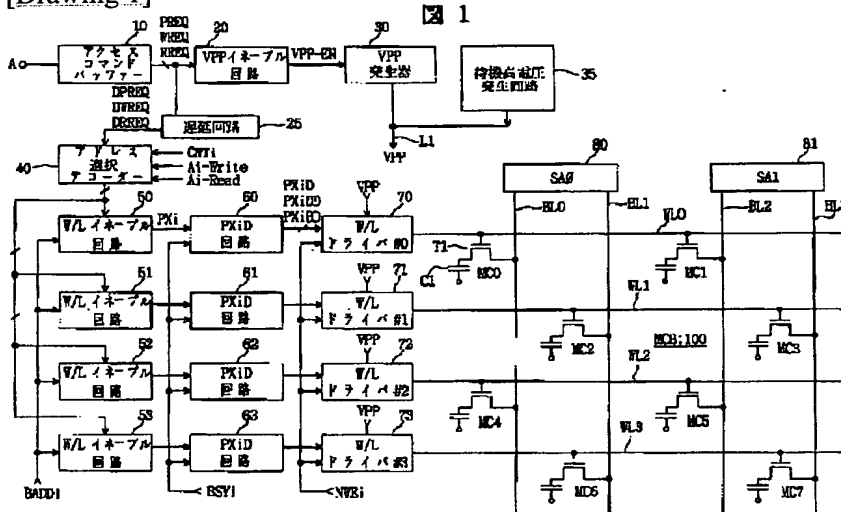 [Drawing 1]
図 1
10
アクセス
コマンド
バッファー
A
PREQ
WREQ
RREQ
20
VPPイネーブル
回路
VPP-EN
30
VPP
発生器
待機高電圧
発生回路
35
DPREQ
DWREQ
DRREQ
遅延回路
25
L1
VPP
40
アドレス
選択
デコーダー
CNTi
Ai-Write
Ai-Read
80
SA0
81
SA1
BL0
BL1
BL2
50
W/L イネーブル
回路
PXi
60
PXiD
回路
PXiD
VPP
70
W/L
ドライバ #0
WL0
T1
C1
MC0
MC1
51
W/L イネーブル
回路
61
PXiD
回路
VPP
71
W/L
ドライバ #1
WL1
MC2
MCB:100
MC3
52
W/L イネーブル
回路
62
PXiD
回路
VPP
72
W/L
ドライバ #2
WL2
MC4
MC5
53
W/L イネーブル
回路
63
PXiD
回路
VPP
73
W/L
ドライバ #3
WL3
MC6
MC7
BADDi
BSYi
NWEi